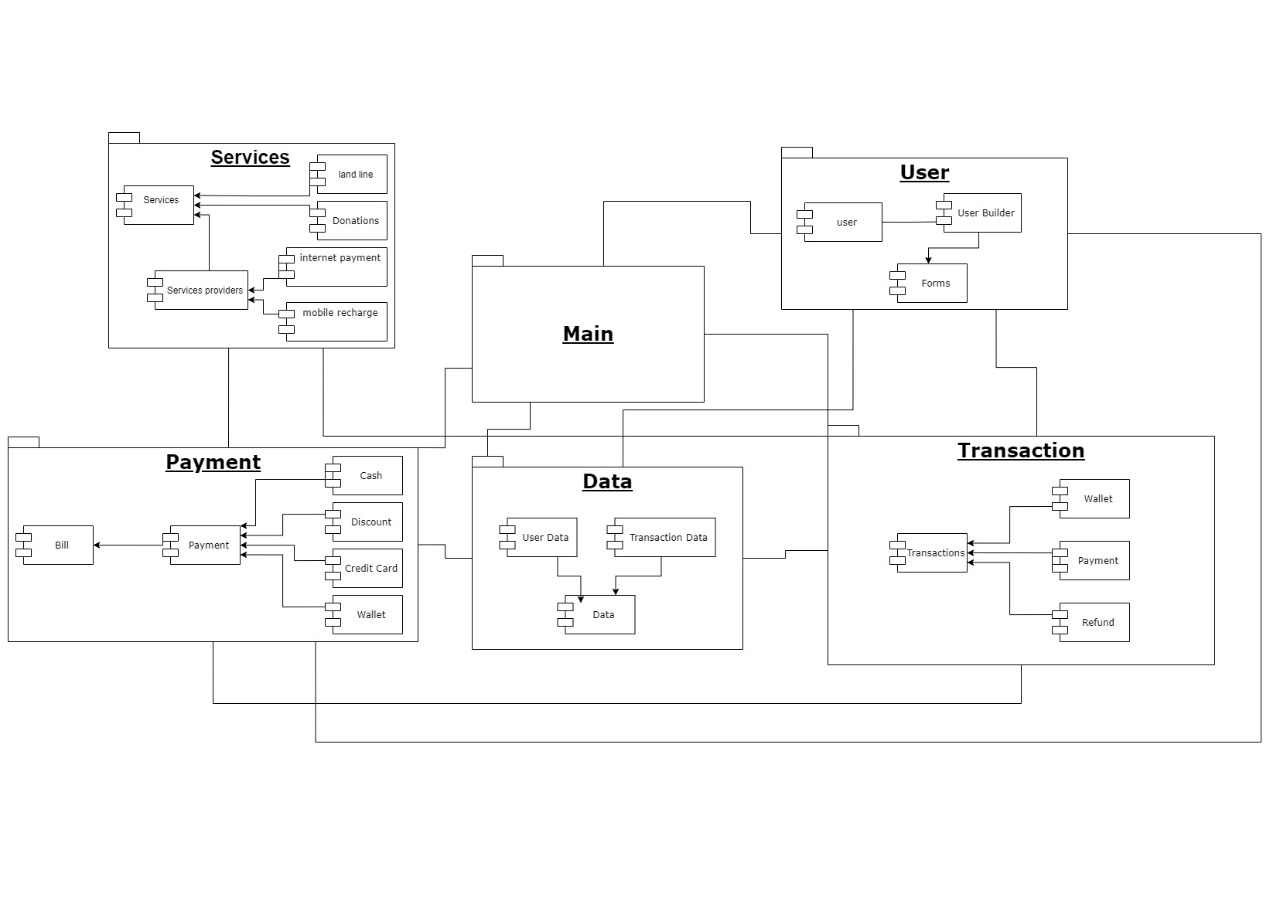 Services
land line
Services
Donations
internet payment
Services providers
mobile recharge
User
User Builder
user
Forms
Main
Payment
Cash
Discount
Bill
Payment
Credit Card
Wallet
Data
User Data
Transaction Data
Data
Transaction
Wallet
Transactions
Payment
Refund